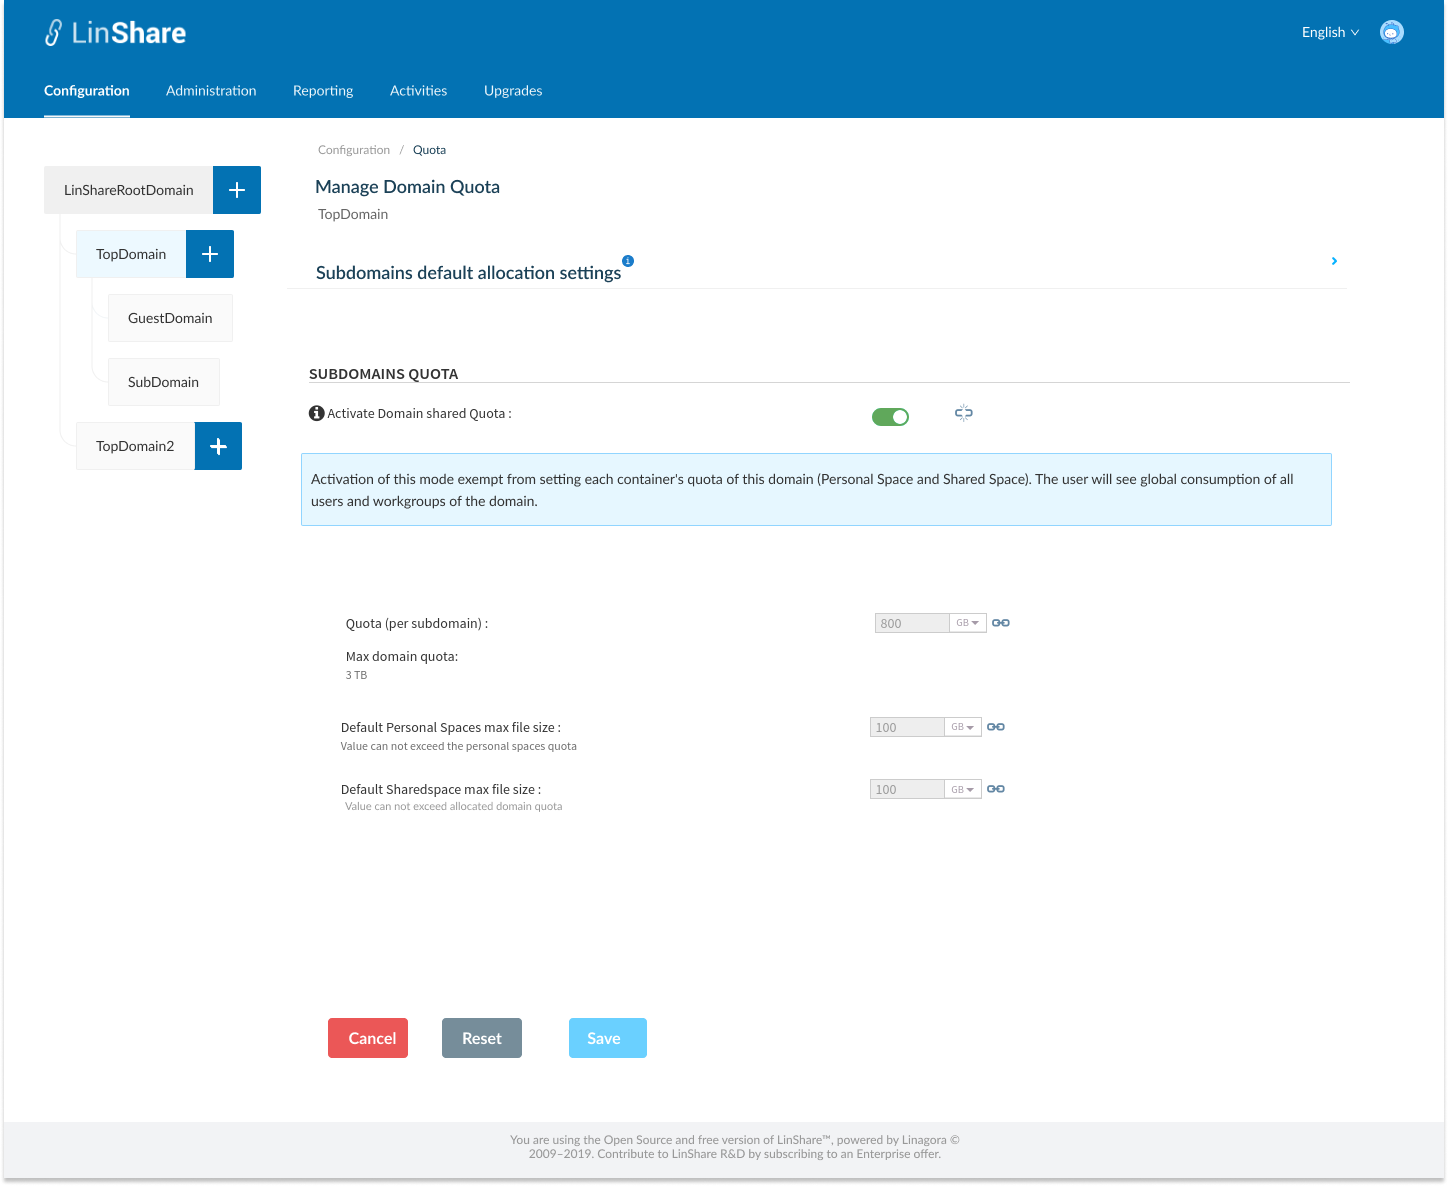 LinShare
English
Configuration Administration Reporting Activities Upgrades
LinShareRootDomain
TopDomain
GuestDomain
SubDomain
TopDomain2
Configuration / Quota
Manage Domain Quota
TopDomain
Subdomains default allocation settings
SUBDOMAINS QUOTA
Activate Domain shared Quota :
Activation of this mode exempt from setting each container's quota of this domain (Personal Space and Shared Space). The user will see global consumption of all
users and workgroups of the domain.
Quota (per subdomain) : 800 GB
Max domain quota:
3 TB
Default Personal Spaces max file size : 100 GB
Value can not exceed the personal spaces quota
Default Sharedspace max file size : 100 GB
Value can not exceed allocated domain quota
Cancel Reset Save
You are using the Open Source and free version of LinShare™, powered by Linagora ©
2009–2019. Contribute to LinShare R&D by subscribing to an Enterprise offer.